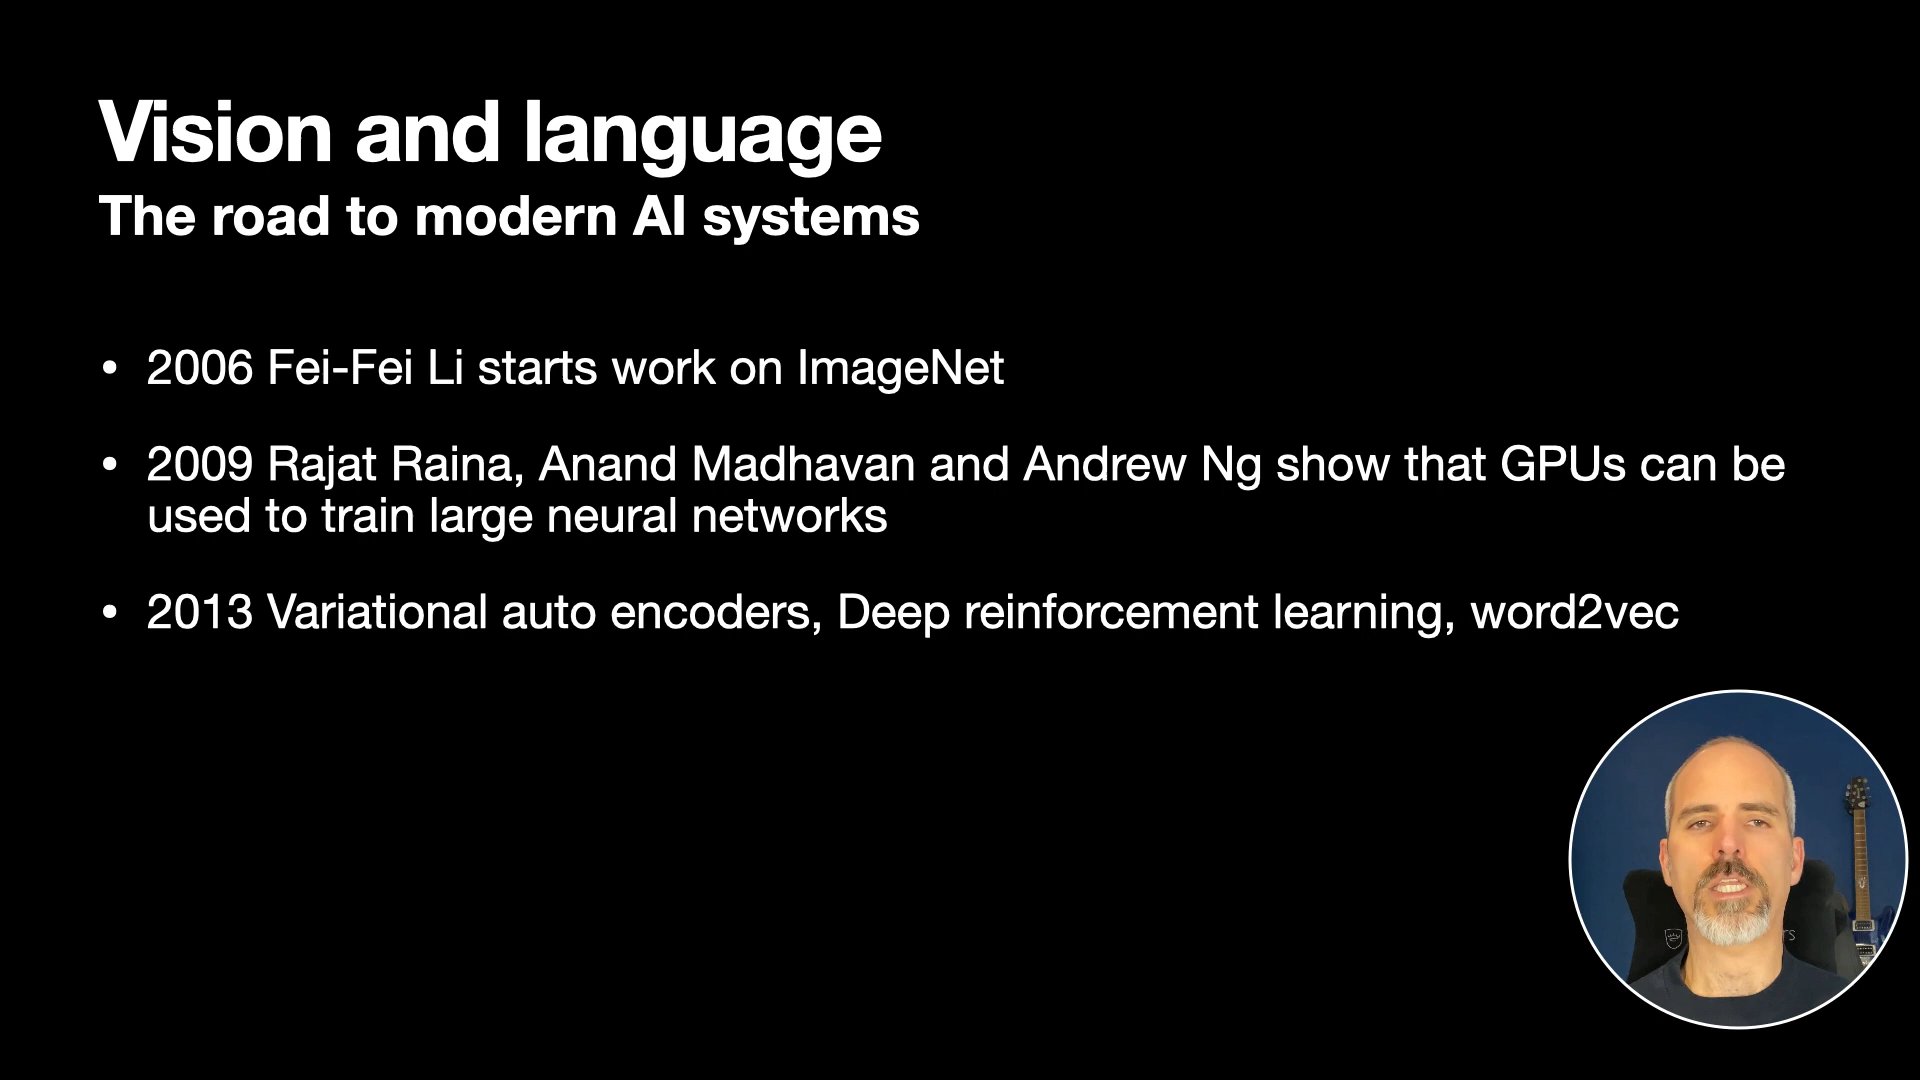 Vision and language
The road to modern AI systems
• 2006 Fei-Fei Li starts work on ImageNet
• 2009 Rajat Raina, Anand Madhavan and Andrew Ng show that GPUs can be
used to train large neural networks
• 2013 Variational auto encoders, Deep reinforcement learning, word2vec